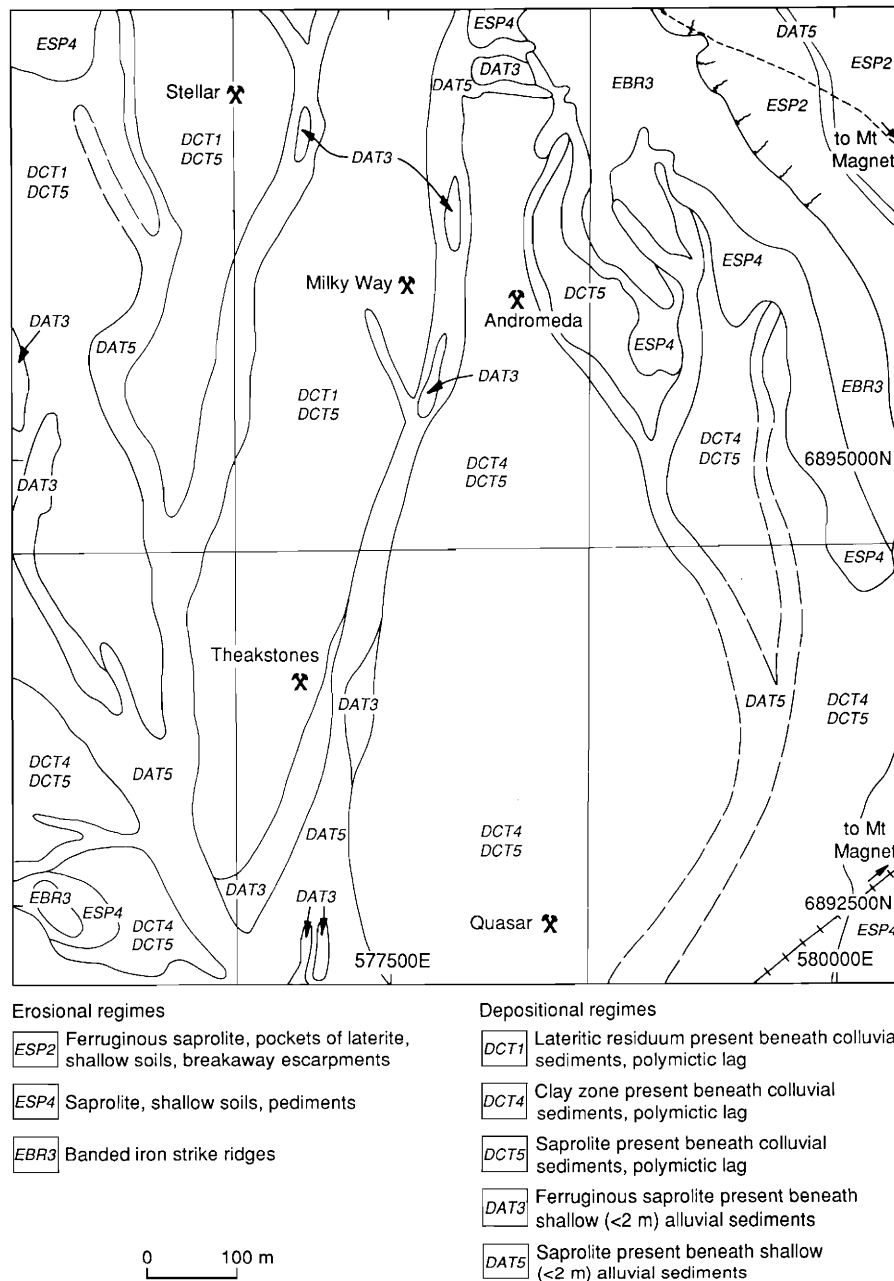 ESP4
ESP4
DAT5
ESP2
Stellar
DAT3
DAT5
EBR3
ESP2
DCT1
DCT5
DCT1
DCT5
DAT3
to Mt
Magnet
ESP4
Milky Way
DCT5
Andromeda
DAT3
DAT5
ESP4
DAT3
DCT1
DCT5
EBR3
DCT4
DCT5
DCT4
DCT5
6895000N
DAT3
ESP4
Theakstones
DAT3
DAT5
DCT4
DCT5
DCT4
DCT5
DAT5
DAT5
DCT4
DCT5
to Mt
Magnet
EBR3
ESP4
DAT3
DAT3
6892500N
DCT4
DCT5
Quasar
ESP4
577500E
580000E
Erosional regimes
ESP2 Ferruginous saprolite, pockets of laterite,
shallow soils, breakaway escarpments
ESP4 Saprolite, shallow soils, pediments
EBR3 Banded iron strike ridges
0 100 m
Depositional regimes
DCT1 Lateritic residuum present beneath colluvial
sediments, polymictic lag
DCT4 Clay zone present beneath colluvial
sediments, polymictic lag
DCT5 Saprolite present beneath colluvial
sediments, polymictic lag
DAT3 Ferruginous saprolite present beneath
shallow (<2 m) alluvial sediments
DAT5 Saprolite present beneath shallow
(<2 m) alluvial sediments